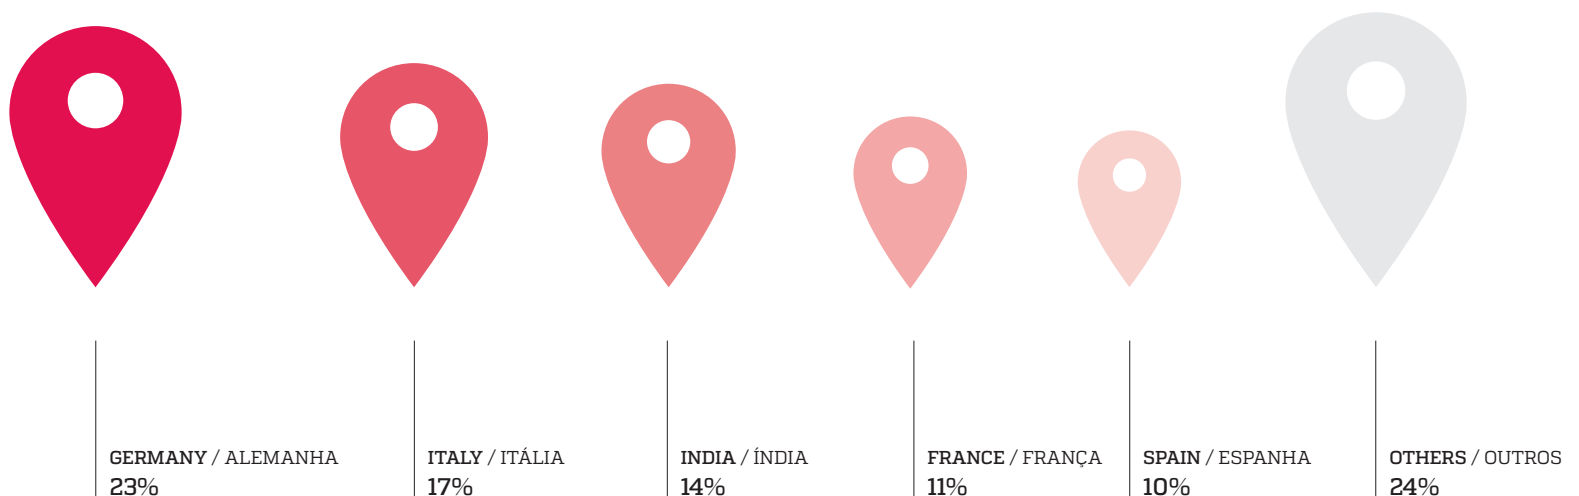 GERMANY / ALEMANHA
23%
ITALY / ITÁLIA
17%
INDIA / ÍNDIA
14%
FRANCE / FRANÇA
11%
SPAIN / ESPANHA
10%
OTHERS / OUTROS
24%